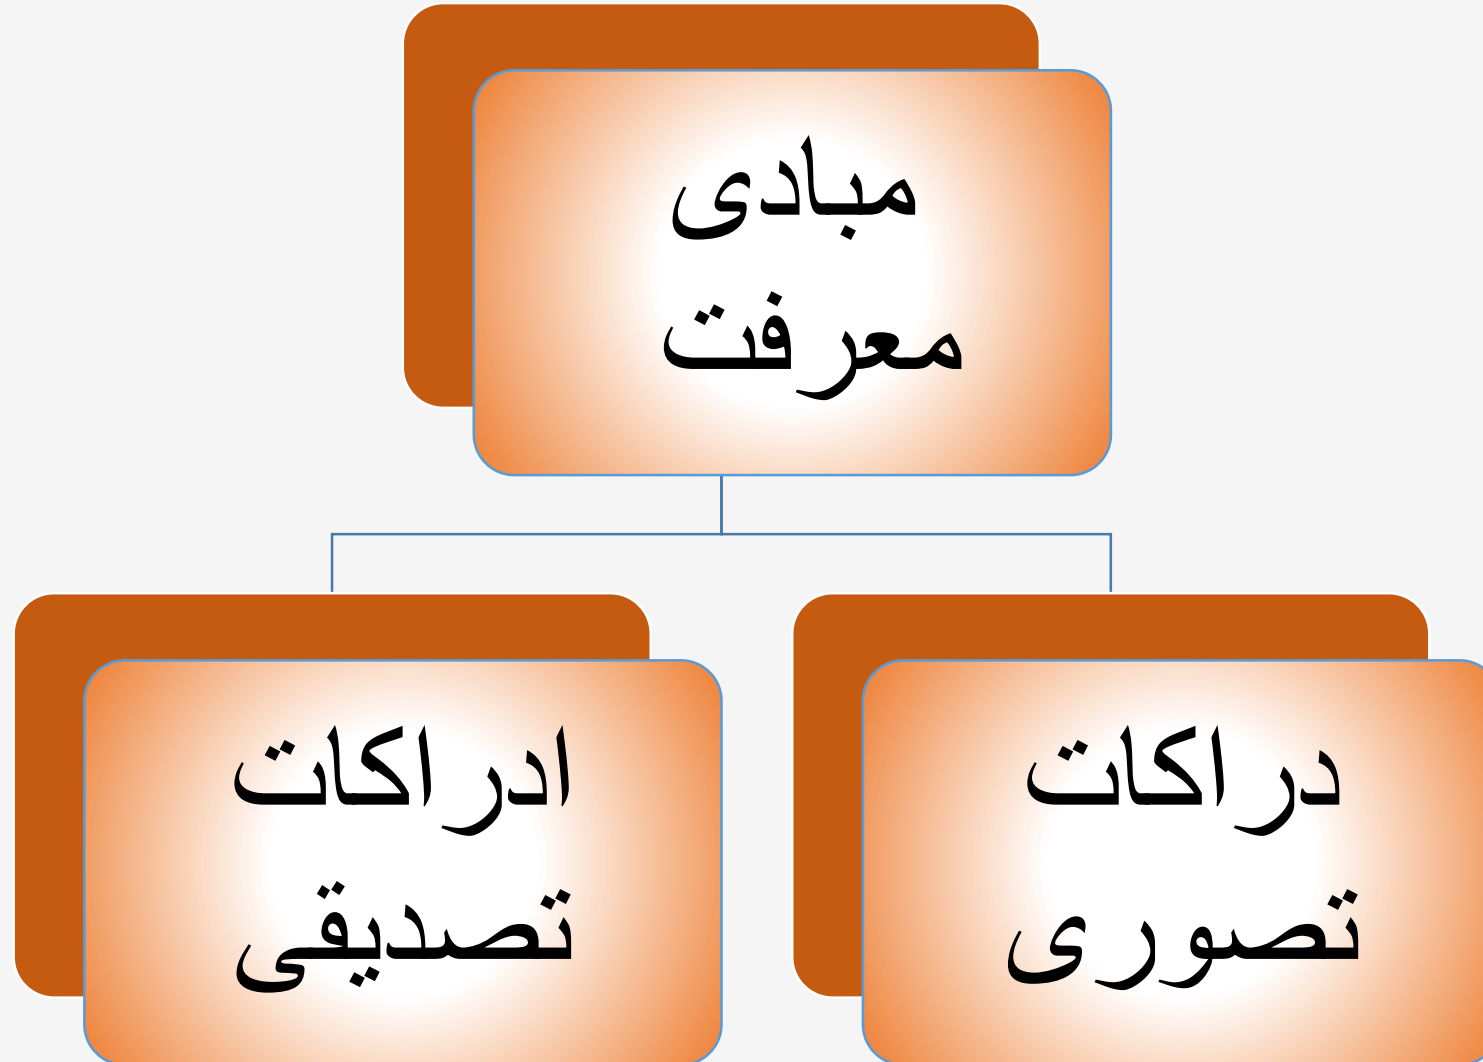 مبادی
معرفت
دراکات
تصوری
ادراکات
تصدیقی